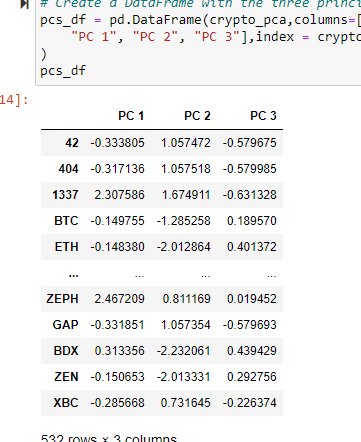 # Create a DataFrame with the three princi
pcs_df = pd.DataFrame(crypto_pca,columns=[
"PC 1", "PC 2", "PC 3"],index = crypto
)
pcs_df
14]:
PC 1 PC 2 PC 3
42 -0.333805 1.057472 -0.579675
404 -0.317136 1.057518 -0.579985
1337 2.307586 1.674911 -0.631328
BTC -0.149755 -1.285258 0.189570
ETH -0.148380 -2.012864 0.401372
... ... ... ...
ZEPH 2.467209 0.811169 0.019452
GAP -0.331851 1.057354 -0.579693
BDX 0.313356 -2.232061 0.439429
ZEN -0.150653 -2.013331 0.292756
XBC -0.285668 0.731645 -0.226374
532 rows × 3 columns